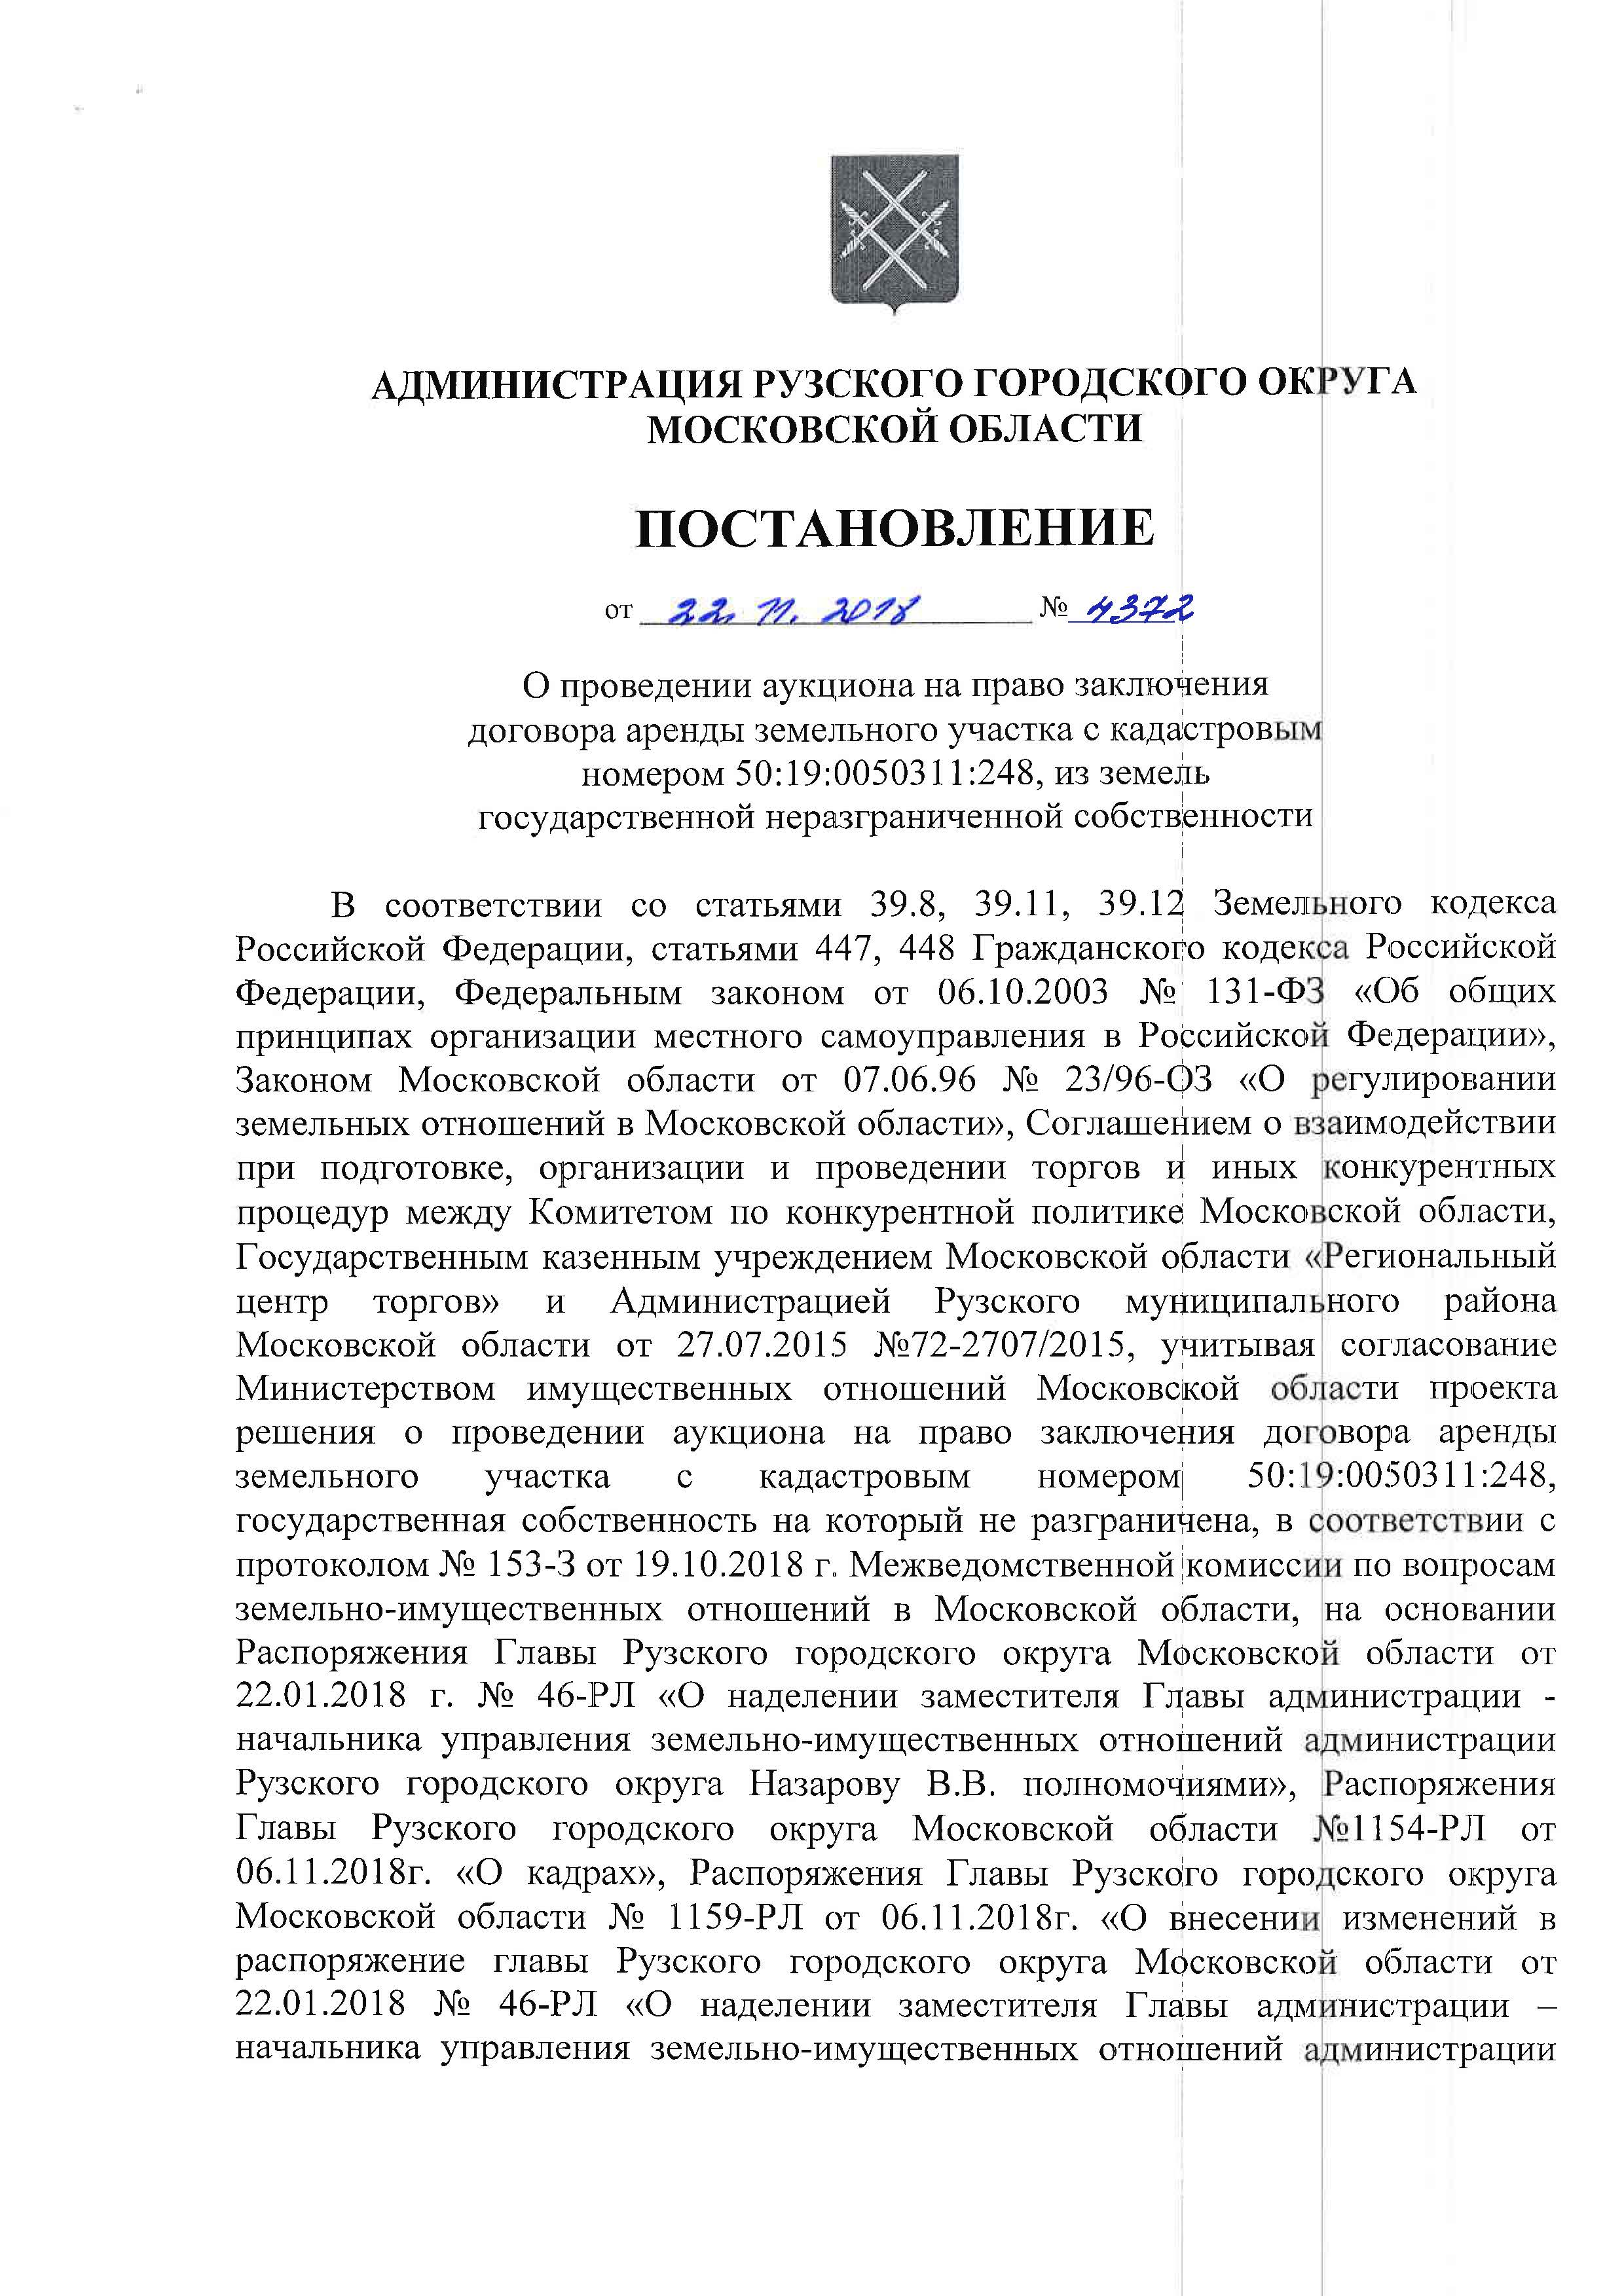 АДМИНИСТРАЦИЯ РУЗСКОГО ГОРОДСКОГО ОКРУГА
МОСКОВСКОЙ ОБЛАСТИ
ПОСТАНОВЛЕНИЕ
от 22.11.2018 № 4372
О проведении аукциона на право заключения
договора аренды земельного участка с кадастровым
номером 50:19:0050311:248, из земель
государственной неразграниченной собственности
В соответствии со статьями 39.8, 39.11, 39.12 Земельного кодекса
Российской Федерации, статьями 447, 448 Гражданского кодекса Российской
Федерации, Федеральным законом от 06.10.2003 № 131-ФЗ «Об общих
принципах организации местного самоуправления в Российской Федерации»,
Законом Московской области от 07.06.96 № 23/96-ОЗ «О регулировании
земельных отношений в Московской области», Соглашением о взаимодействии
при подготовке, организации и проведении торгов и иных конкурентных
процедур между Комитетом по конкурентной политике Московской области,
Государственным казенным учреждением Московской области «Региональный
центр торгов» и Администрацией Рузского муниципального района
Московской области от 27.07.2015 №72-2707/2015, учитывая согласование
Министерством имущественных отношений Московской области проекта
решения о проведении аукциона на право заключения договора аренды
земельного участка с кадастровым номером 50:19:0050311:248,
государственная собственность на который не разграничена, в соответствии с
протоколом № 153-З от 19.10.2018 г. Межведомственной комиссии по вопросам
земельно-имущественных отношений в Московской области, на основании
Распоряжения Главы Рузского городского округа Московской области от
22.01.2018 г. № 46-РЛ «О наделении заместителя Главы администрации -
начальника управления земельно-имущественных отношений администрации
Рузского городского округа Назарову В.В. полномочиями», Распоряжения
Главы Рузского городского округа Московской области №1154-РЛ от
06.11.2018г. «О кадрах», Распоряжения Главы Рузского городского округа
Московской области № 1159-РЛ от 06.11.2018г. «О внесении изменений в
распоряжение главы Рузского городского округа Московской области от
22.01.2018 № 46-РЛ «О наделении заместителя Главы администрации –
начальника управления земельно-имущественных отношений администрации